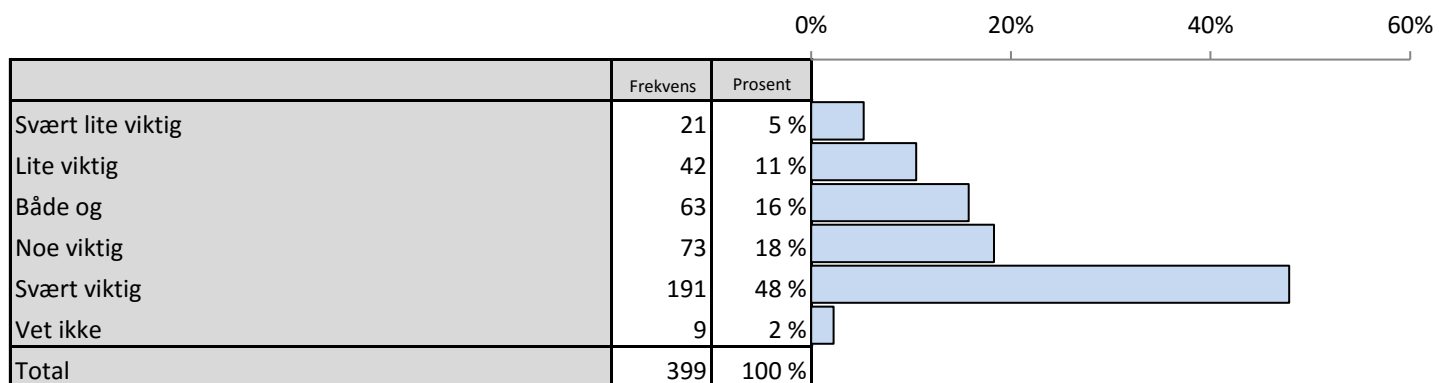 0% 20% 40% 60%
Frekvens Prosent
Svært lite viktig 21 5 %
Lite viktig 42 11 %
Både og 63 16 %
Noe viktig 73 18 %
Svært viktig 191 48 %
Vet ikke 9 2 %
Total 399 100 %